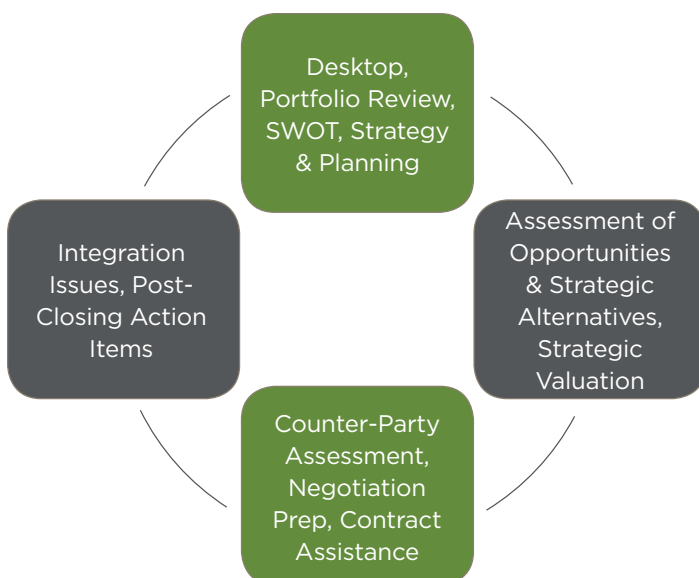 Desktop,
Portfolio Review,
SWOT, Strategy
& Planning
Assessment of
Opportunities
& Strategic
Alternatives,
Strategic
Valuation
Counter-Party
Assessment,
Negotiation
Prep, Contract
Assistance
Integration
Issues, Post-
Closing Action
Items